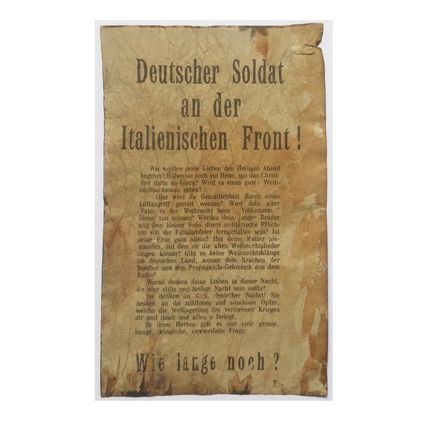 Deutscher Soldat
an der
Italienischen Front!
Wo werden deine Lieben den Heiligen Abend
begehen? Haben sie noch ein Heim, um das Christ-
fest darin zu feiern? Wird es einen guten Weih-
nachtsschmaus geben?
Oder wird die Gemütlichkeit durch einen
Luftangriff gestört werden? Wird dein alter
Vater in der Weihnacht beim „Volkssturm"
Dienst tun müssen? Werden dein junger Bruder
und dein kleiner Sohn durch militärische Pflich-
ten von der Familienfeier ferngehalten sein? Ist
deine Frau ganz allein? Hat deine Mutter nie-
manden, mit dem sie die alten Weihnachtslieder
singen könnte? Gibt es keine Weihnachtsklänge
im deutschen Land, ausser dem Krachen der
Bomben und dem Propaganda-Gekreisch aus dem
Radio?
Woran denken deine Lieben in dieser Nacht,
die eine stille und heilige Nacht sein sollte?
Sie denken an dich, deutscher Soldat! Sie
denken an die zahllosen und sinnlosen Opfer,
welche die Verlängerung des verlorenen Krieges
dir und ihnen und allen auferlegt.
In ihren Herzen gibt es nur eine grosse,
bange, dringliche, verzweifelte Frage:
Wie lange noch?